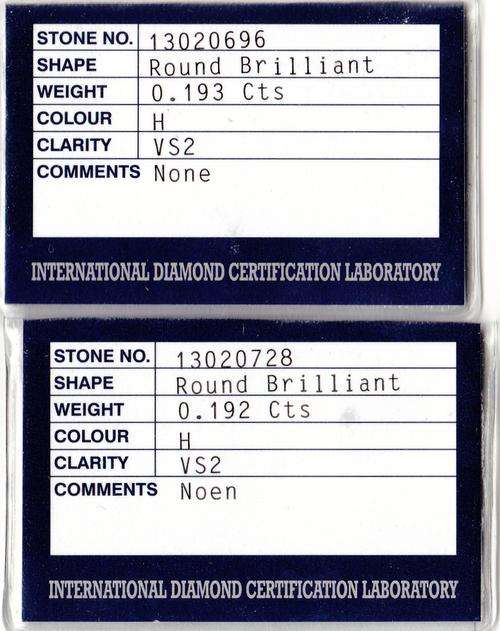 STONE NO. 13020696
SHAPE Round Brilliant
WEIGHT 0.193 Cts
COLOUR H
CLARITY VS2
COMMENTS None
INTERNATIONAL DIAMOND CERTIFICATION LABORATORY
STONE NO. 13020728
SHAPE Round Brilliant
WEIGHT 0.192 Cts
COLOUR H
CLARITY VS2
COMMENTS Noen
INTERNATIONAL DIAMOND CERTIFICATION LABORATORY